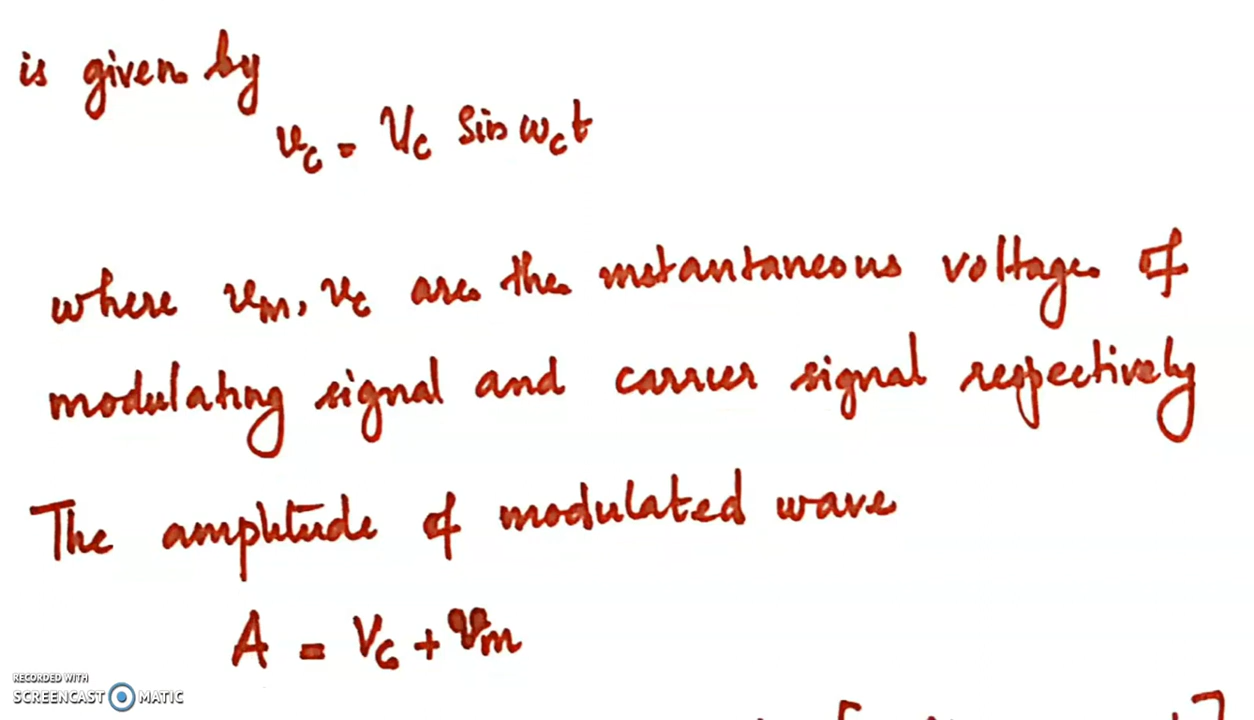 is given by
v_c = V_c sin ω_c t
where v_m, v_c are the instantaneous voltage of
modulating signal and carrier signal respectively
The amplitude of modulated wave
A = V_c + v_m
RECORDED WITH
SCREENCAST MATIC